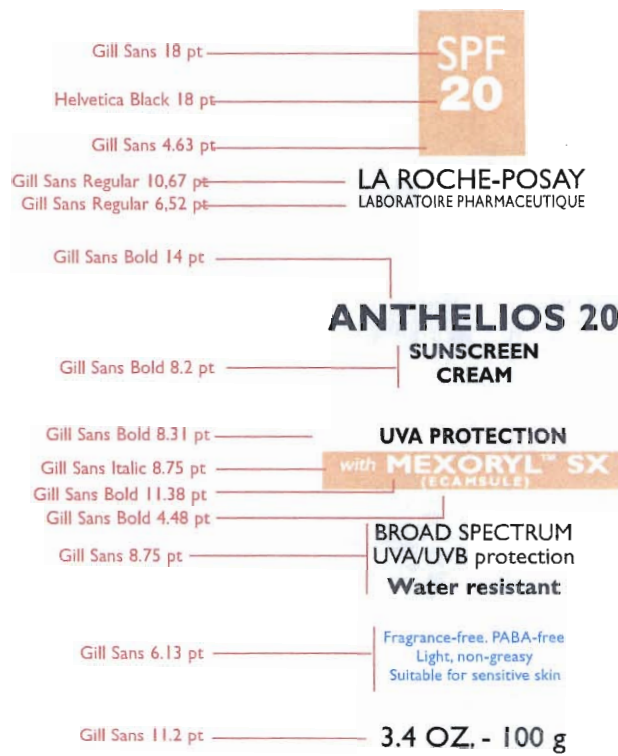 Gill Sans 18 pt
SPF
Helvetica Black 18 pt
20
Gill Sans 4.63 pt
Gill Sans Regular 10,67 pt
LA ROCHE-POSAY
Gill Sans Regular 6,52 pt
LABORATOIRE PHARMACEUTIQUE
Gill Sans Bold 14 pt
ANTHELIOS 20
SUNSCREEN
Gill Sans Bold 8.2 pt
CREAM
Gill Sans Bold 8.31 pt
UVA PROTECTION
Gill Sans Italic 8.75 pt
with MEXORYL™ SX
Gill Sans Bold 11.38 pt
(ECAMSULE)
Gill Sans Bold 4.48 pt
BROAD SPECTRUM
Gill Sans 8.75 pt
UVA/UVB protection
Water resistant
Fragrance-free. PABA-free
Gill Sans 6.13 pt
Light, non-greasy
Suitable for sensitive skin
Gill Sans 11.2 pt
3.4 OZ. - 100 g